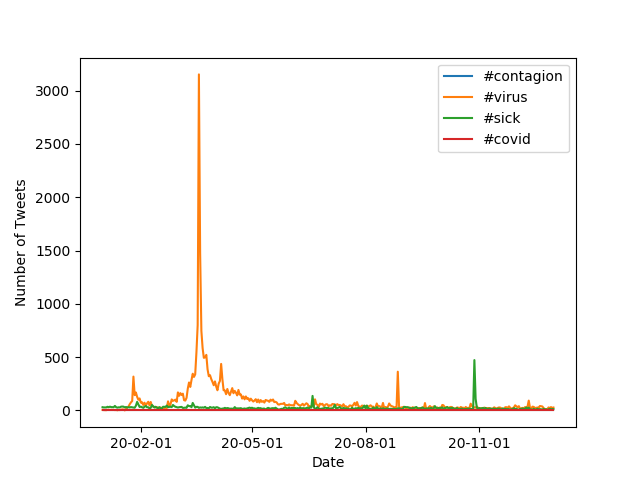 #contagion
#virus
#sick
#covid
3000
2500
2000
1500
1000
500
0
Number of Tweets
20-02-01 20-05-01 20-08-01 20-11-01
Date